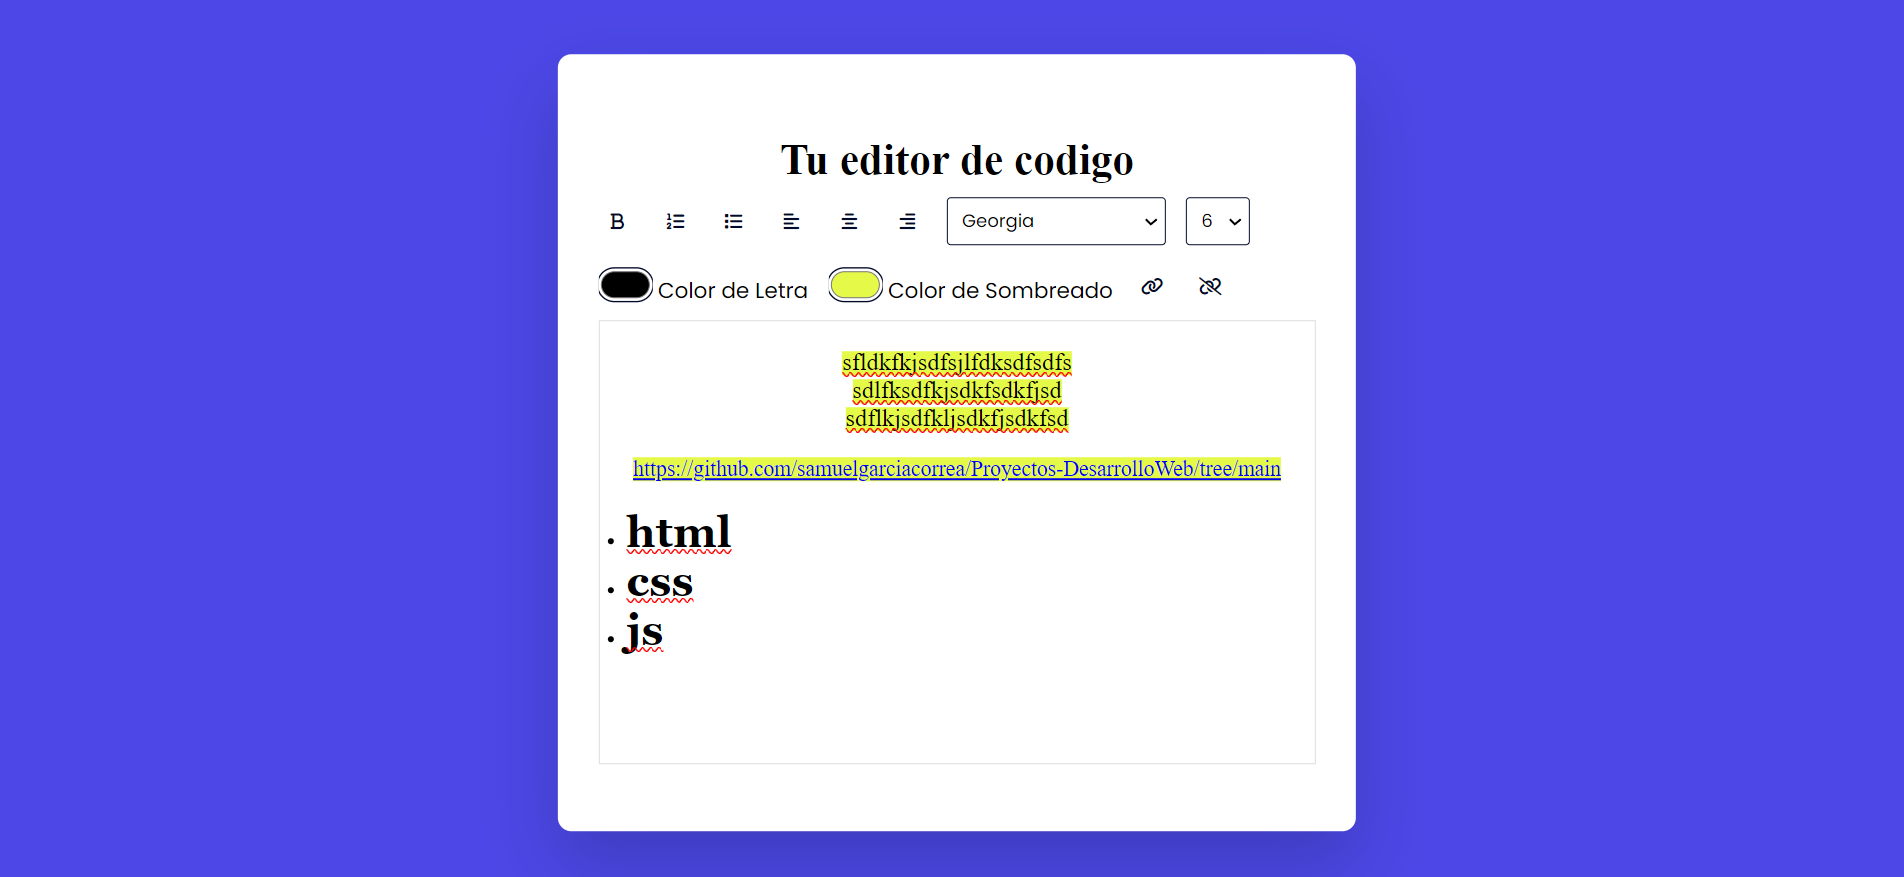 Tu editor de codigo
B
Georgia
6
Color de Letra
Color de Sombreado
sfldkfkjsdfsjlfdksdfsdfs
sdlfksdfkjsdkfsdkfjsd
sdflkjsdfkljsdkfjsdkfsd
https://github.com/samuelgarciacorrea/Proyectos-DesarrolloWeb/tree/main
• html
• css
• js